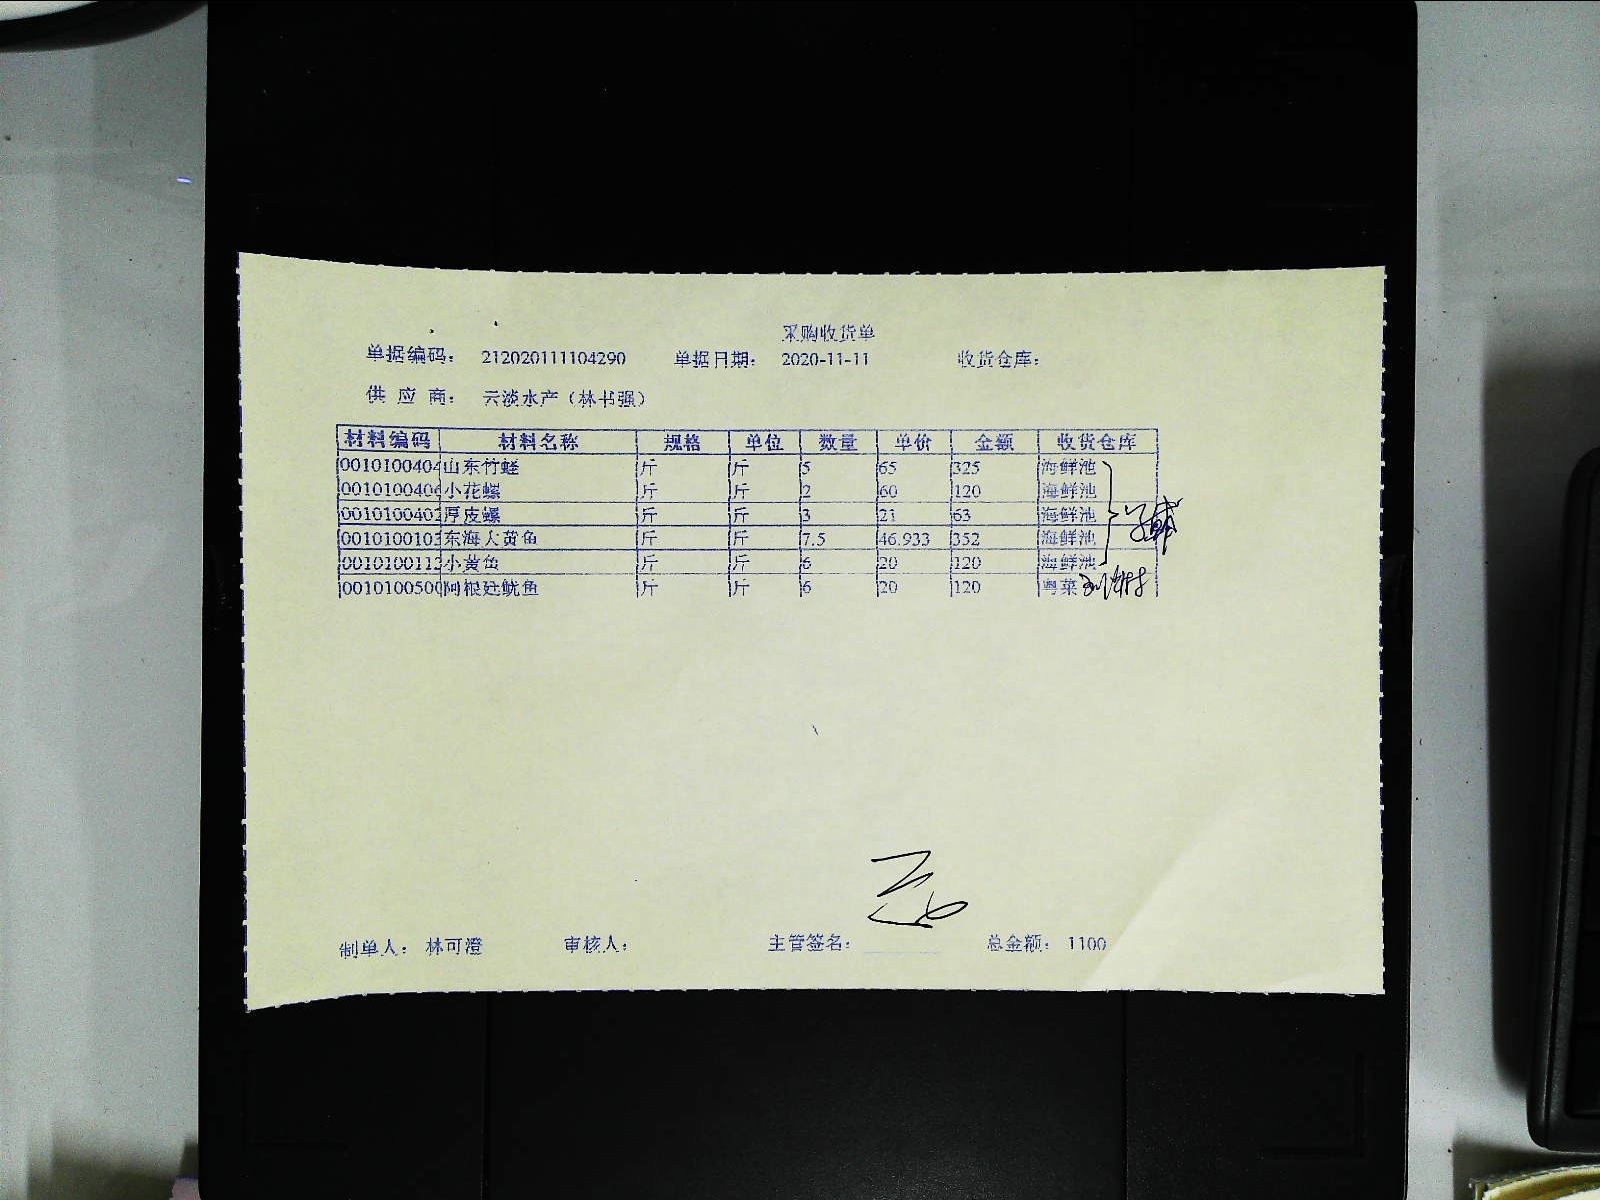 采购收货单
单据编码： 212020111104290 单据日期： 2020-11-11 收货仓库：
供 应 商： 云淡水产（林书强）
材料编码 材料名称 规格 单位 数量 单价 金额 收货仓库
0010100404 山东竹蛏 斤 斤 5 65 325 海鲜池
001010040 小花螺 斤 斤 2 60 120 海鲜池
0010100402 厚皮螺 斤 斤 3 21 63 海鲜池
0010100103 东海大黄鱼 斤 斤 7.5 46.933 352 海鲜池
001010011 小黄鱼 斤 斤 6 20 120 海鲜池
001010050 阿根廷鱿鱼 斤 斤 6 20 120 粤菜
制单人： 林可澄 审核人： 主管签名： 总金额： 1100